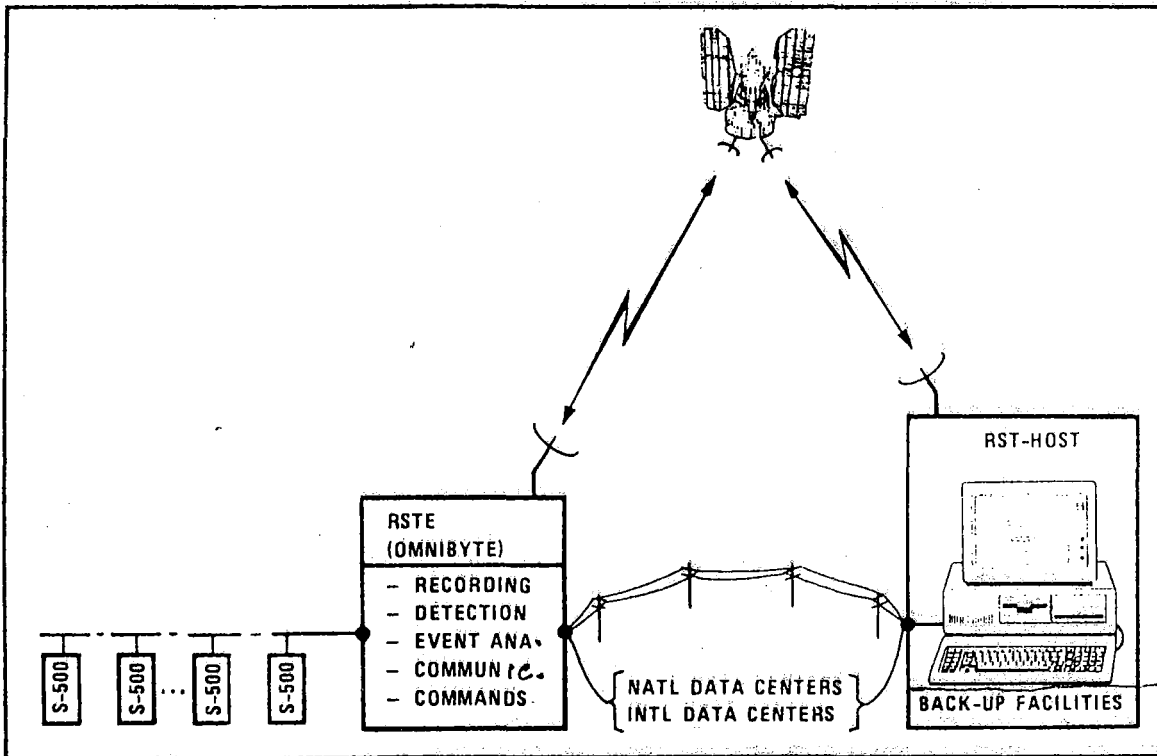 RST-HOST
RSTE
(OMNIBYTE)
- RECORDING
- DETECTION
- EVENT ANA.
- COMMUNIC.
- COMMANDS
S-500
S-500
...
S-500
S-500
NATL DATA CENTERS
INTL DATA CENTERS
BACK-UP FACILITIES